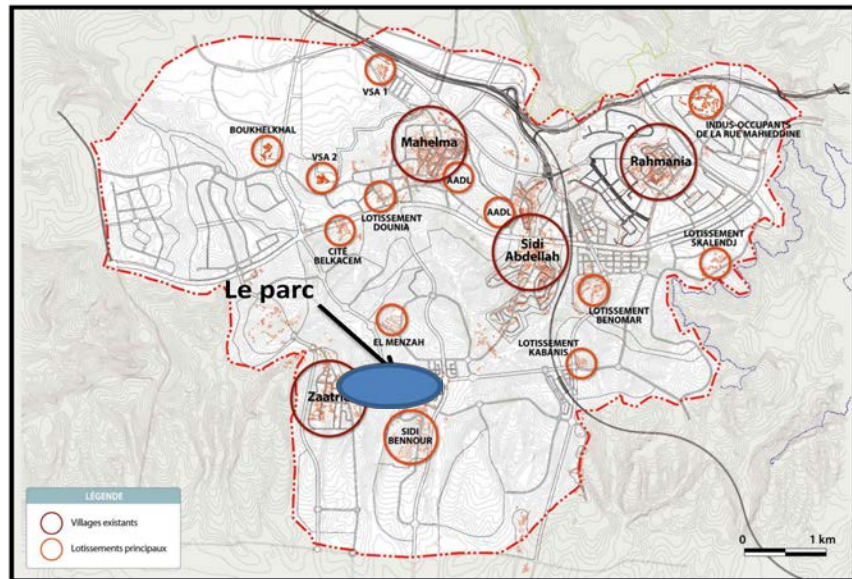 VSA 1
INDUS-OCCUPANTS
DE LA RUE MAHIEDDINE
BOUKHELKHAL
Mahelma
Rahmania
VSA 2
AADL
LOTISSEMENT
DOUNIA
AADL
CITÉ
BELKACEM
Sidi
Abdellah
LOTISSEMENT
SKALENDJ
Le parc
LOTISSEMENT
BENOMAR
EL MENZAH
LOTISSEMENT
KABANIS
SIDI
BENNOUR
LÉGENDE
Villages existants
Lotissements principaux
0 1 km